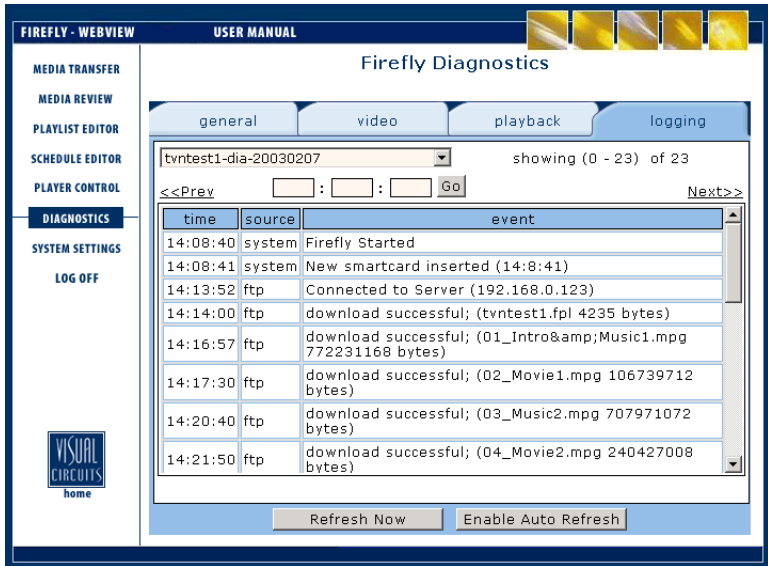 FIREFLY - WEBVIEW
USER MANUAL
MEDIA TRANSFER
MEDIA REVIEW
PLAYLIST EDITOR
SCHEDULE EDITOR
PLAYER CONTROL
DIAGNOSTICS
SYSTEM SETTINGS
LOG OFF
VISUAL
CIRCUITS
home
Firefly Diagnostics
general video playback logging
tvntest1-dia-20030207 showing (0 - 23) of 23
<<Prev : : Go Next>>
time source event
14:08:40 system Firefly Started
14:08:41 system New smartcard inserted (14:8:41)
14:13:52 ftp Connected to Server (192.168.0.123)
14:14:00 ftp download successful; (tvntest1.fpl 4235 bytes)
14:16:57 ftp download successful; (01_Intro&amp;Music1.mpg
772231168 bytes)
14:17:30 ftp download successful; (02_Movie1.mpg 106739712
bytes)
14:20:40 ftp download successful; (03_Music2.mpg 707971072
bytes)
14:21:50 ftp download successful; (04_Movie2.mpg 240427008
bytes)
Refresh Now Enable Auto Refresh